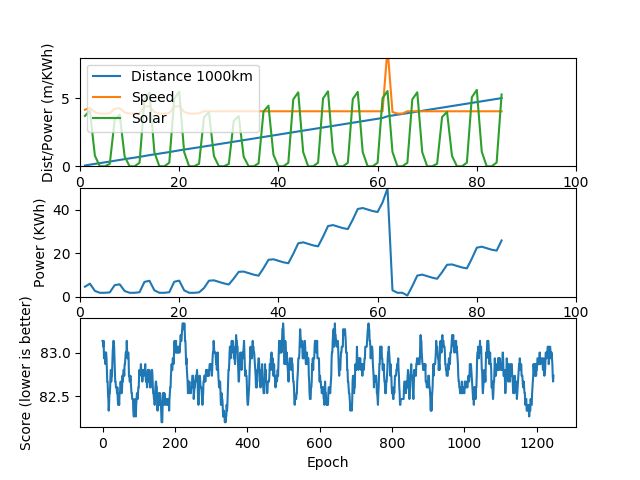 Dist/Power (m/KWh)
Distance 1000km
Speed
Solar
5
0
0 20 40 60 80 100
Power (KWh)
40
20
0
0 20 40 60 80 100
Score (lower is better)
83.0
82.5
0 200 400 600 800 1000 1200
Epoch